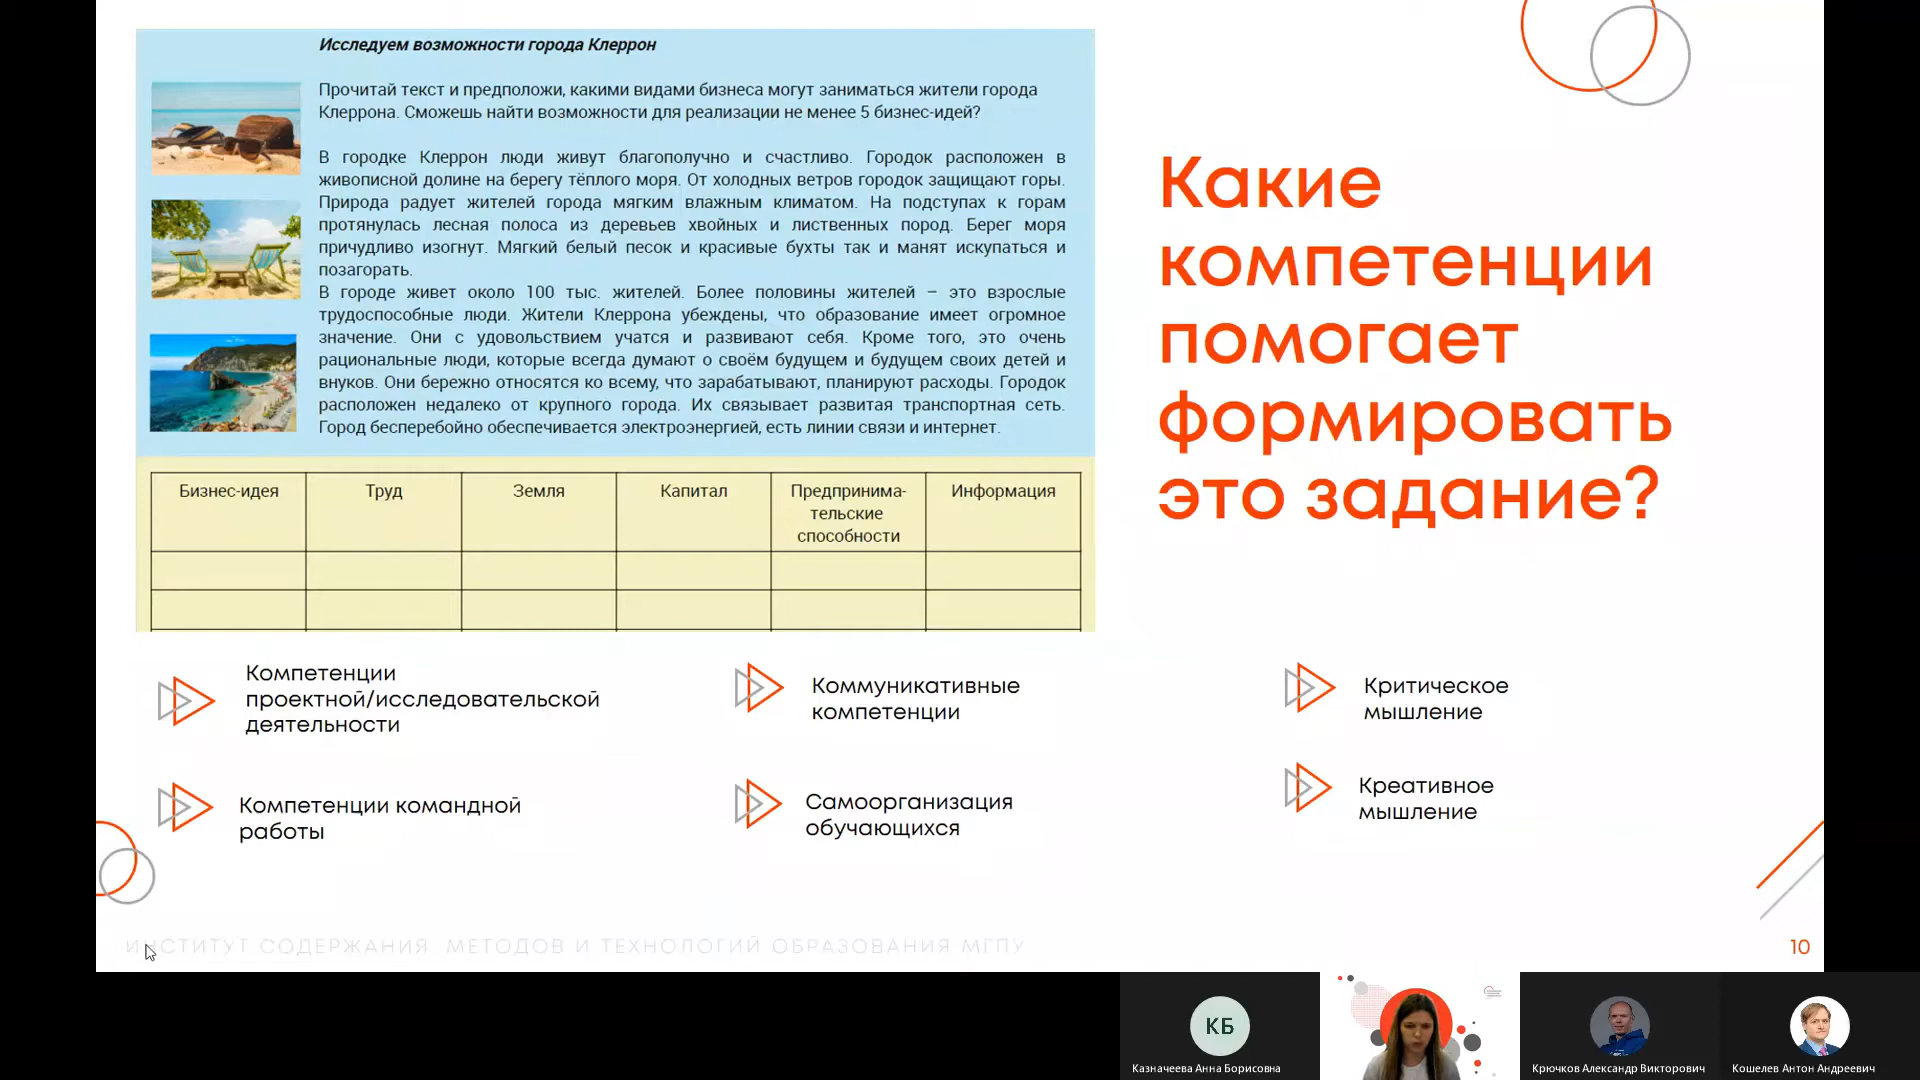 Исследуем возможности города Клеррон
Прочитай текст и предположи, какими видами бизнеса могут заниматься жители города
Клеррона. Сможешь найти возможности для реализации не менее 5 бизнес-идей?
В городке Клеррон люди живут благополучно и счастливо. Городок расположен в
живописной долине на берегу тёплого моря. От холодных ветров городок защищают горы.
Природа радует жителей города мягким влажным климатом. На подступах к горам
протянулась лесная полоса из деревьев хвойных и лиственных пород. Берег моря
причудливо изогнут. Мягкий белый песок и красивые бухты так и манят искупаться и
позагорать.
В городе живет около 100 тыс. жителей. Более половины жителей – это взрослые
трудоспособные люди. Жители Клеррона убеждены, что образование имеет огромное
значение. Они с удовольствием учатся и развивают себя. Кроме того, это очень
рациональные люди, которые всегда думают о своём будущем и будущем своих детей и
внуков. Они бережно относятся ко всему, что зарабатывают, планируют расходы. Городок
расположен недалеко от крупного города. Их связывает развитая транспортная сеть.
Город бесперебойно обеспечивается электроэнергией, есть линии связи и интернет.
Бизнес-идея
Труд
Земля
Капитал
Предпринима-
тельские
способности
Информация
Какие
компетенции
помогает
формировать
это задание?
Компетенции
проектной/исследовательской
деятельности
Коммуникативные
компетенции
Критическое
мышление
Компетенции командной
работы
Самоорганизация
обучающихся
Креативное
мышление
ИНСТИТУТ СОДЕРЖАНИЯ МЕТОДОВ И ТЕХНОЛОГИЙ ОБРАЗОВАНИЯ МГПУ
10
КБ
Казначеева Анна Борисовна
Крючков Александр Викторович
Кошелев Антон Андреевич